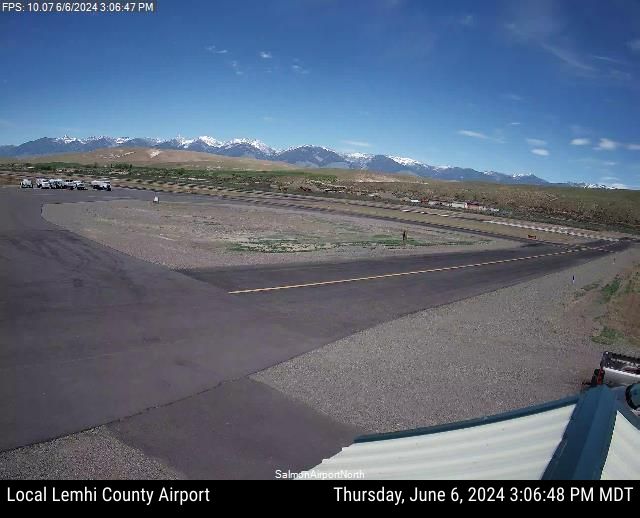 FPS: 10.07 6/6/2024 3:06:47 PM
SalmonAirportNorth
Local Lemhi County Airport Thursday, June 6, 2024 3:06:48 PM MDT